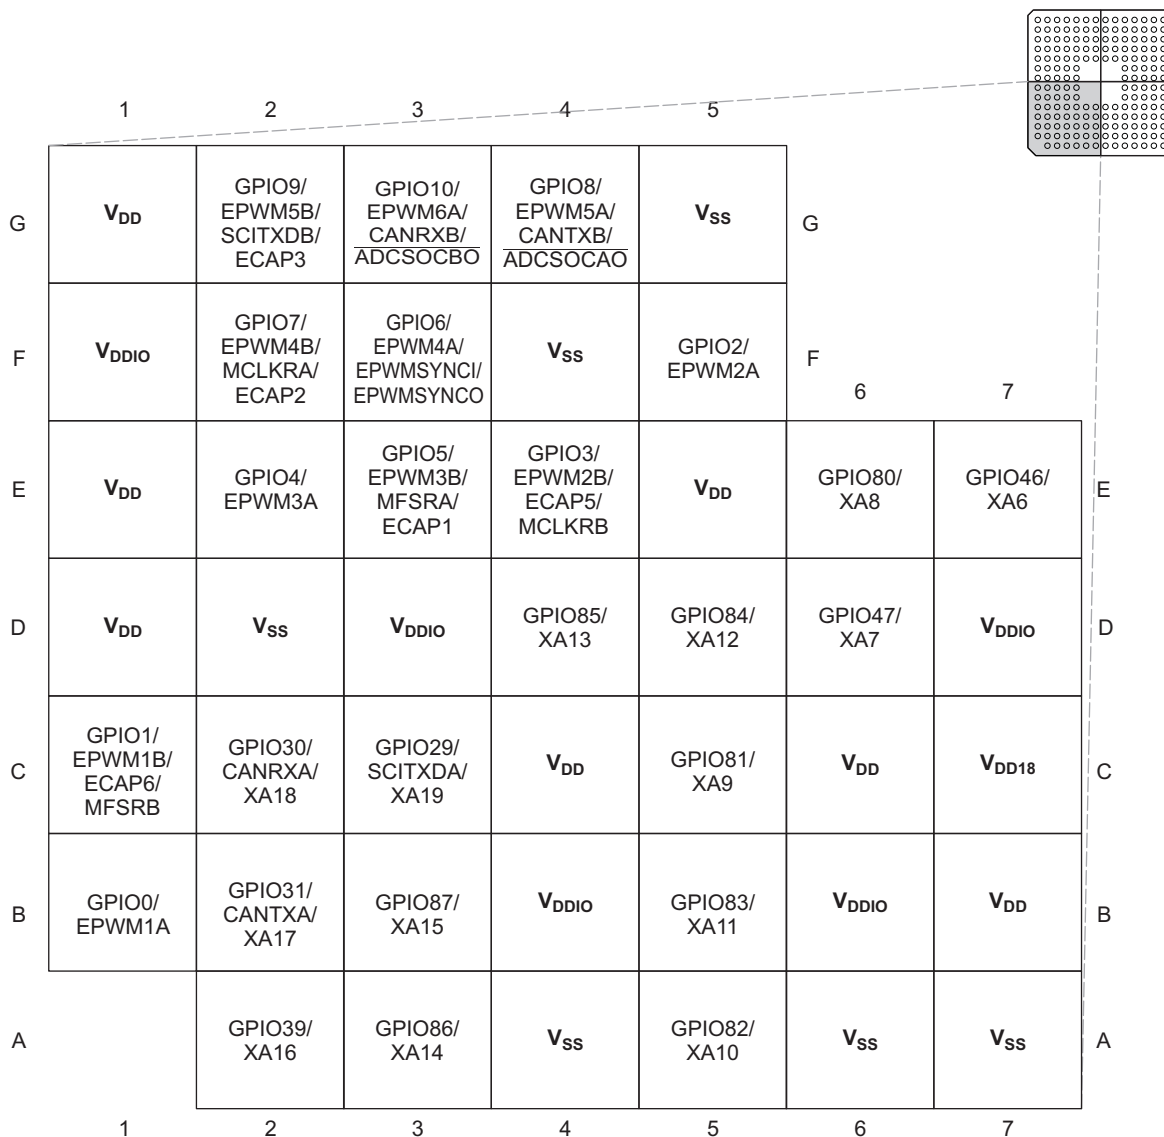 1 2 3 4 5
G V_DD GPIO9/ EPWM5B/ SCITXDB/ ECAP3 GPIO10/ EPWM6A/ CANRXB/ ADCSOCBO GPIO8/ EPWM5A/ CANTXB/ ADCSOCAO V_SS G
F V_DDIO GPIO7/ EPWM4B/ MCLKRA/ ECAP2 GPIO6/ EPWM4A/ EPWMSYNCI/ EPWMSYNCO V_SS GPIO2/ EPWM2A F
6 7
E V_DD GPIO4/ EPWM3A GPIO5/ EPWM3B/ MFSRA/ ECAP1 GPIO3/ EPWM2B/ ECAP5/ MCLKRB V_DD GPIO80/ XA8 GPIO46/ XA6 E
D V_DD V_SS V_DDIO GPIO85/ XA13 GPIO84/ XA12 GPIO47/ XA7 V_DDIO D
C GPIO1/ EPWM1B/ ECAP6/ MFSRB GPIO30/ CANRXA/ XA18 GPIO29/ SCITXDA/ XA19 V_DD GPIO81/ XA9 V_DD V_DD18 C
B GPIO0/ EPWM1A GPIO31/ CANTXA/ XA17 GPIO87/ XA15 V_DDIO GPIO83/ XA11 V_DDIO V_DD B
A GPIO39/ XA16 GPIO86/ XA14 V_SS GPIO82/ XA10 V_SS V_SS A
1 2 3 4 5 6 7